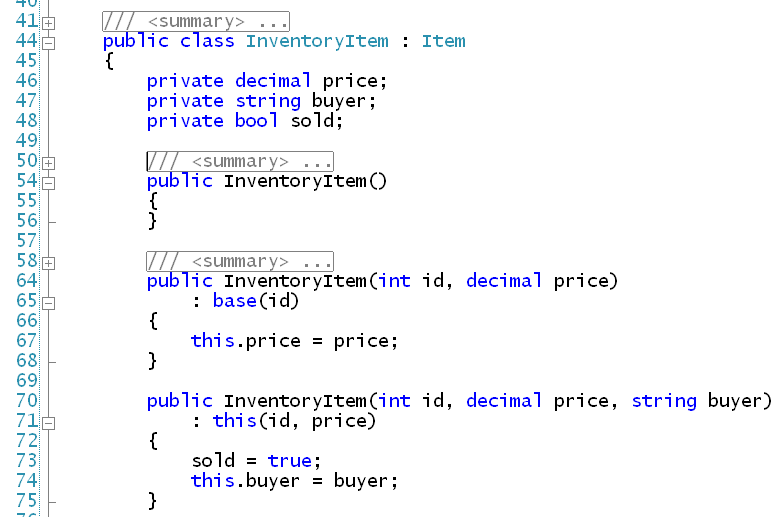 40
41 /// <summary> ...
44 public class InventoryItem : Item
45 {
46 private decimal price;
47 private string buyer;
48 private bool sold;
49
50 /// <summary> ...
54 public InventoryItem()
55 {
56 }
57
58 /// <summary> ...
64 public InventoryItem(int id, decimal price)
65 : base(id)
66 {
67 this.price = price;
68 }
69
70 public InventoryItem(int id, decimal price, string buyer)
71 : this(id, price)
72 {
73 sold = true;
74 this.buyer = buyer;
75 }
76